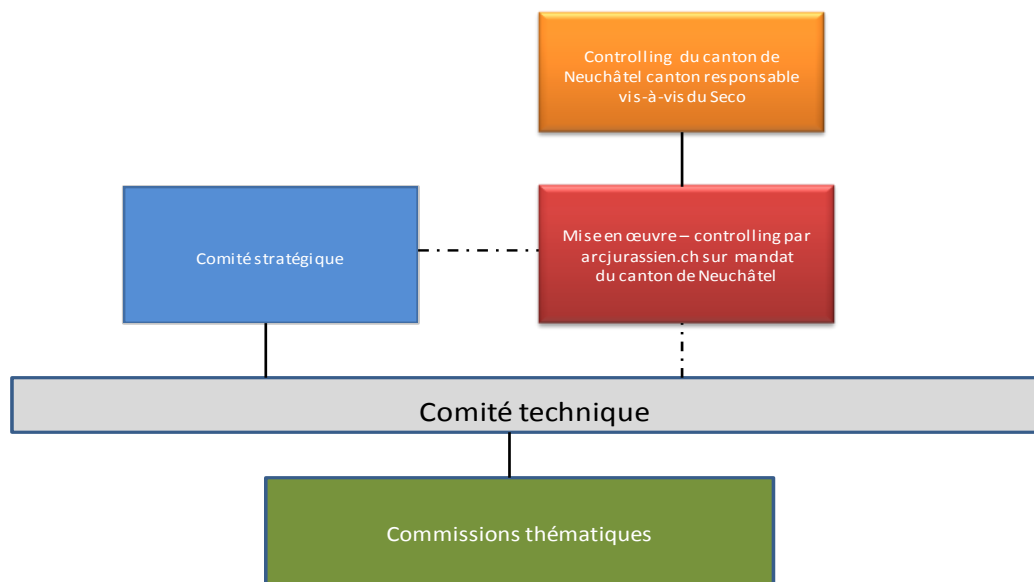 Controlling du canton de
Neuchâtel canton responsable
vis-à-vis du Seco
Comité stratégique
Mise en œuvre – controlling par
arcjurassien.ch sur mandat
du canton de Neuchâtel
Comité technique
Commissions thématiques